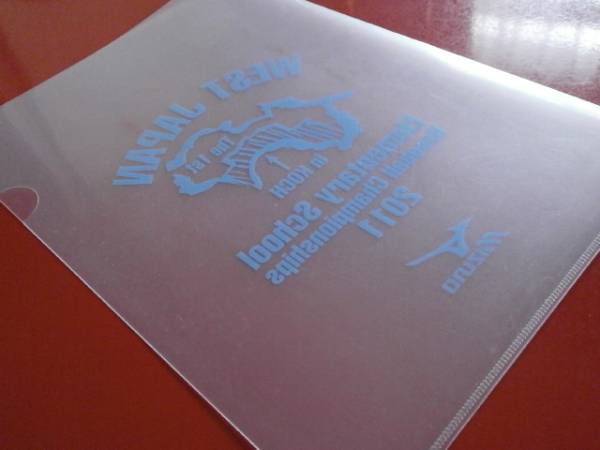 WEST JAPAN
The 1st
in KOCHI
Elementary School
Championships
2011
Mizuno